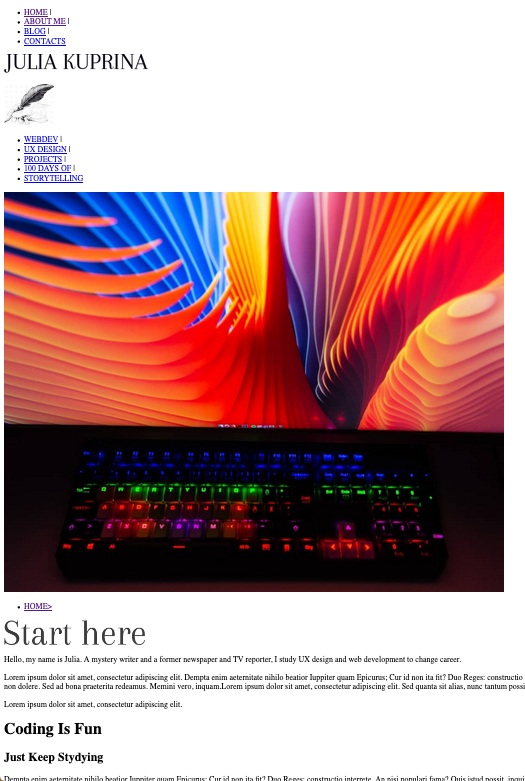 HOME |
ABOUT ME |
BLOG |
CONTACTS
JULIA KUPRINA
WEBDEV |
UX DESIGN |
PROJECTS |
100 DAYS OF |
STORYTELLING
HOME>
Start here
Hello, my name is Julia. A mystery writer and a former newspaper and TV reporter, I study UX design and web development to change career.
Lorem ipsum dolor sit amet, consectetur adipiscing elit. Dempta enim aeternitate nihilo beatior Iuppiter quam Epicurus; Cur id non ita fit? Duo Reges: constructio
non dolere. Sed ad bona praeterita redeamus. Memini vero, inquam.Lorem ipsum dolor sit amet, consectetur adipiscing elit. Sed quanta sit alias, nunc tantum possi
Lorem ipsum dolor sit amet, consectetur adipiscing elit.
Coding Is Fun
Just Keep Stydying
Dempta enim aeternitate nihilo beatior Iuppiter quam Epicurus; Cur id non ita fit? Duo Reges: constructio interrete. An nisi populari fama? Quis istud possit, inqui